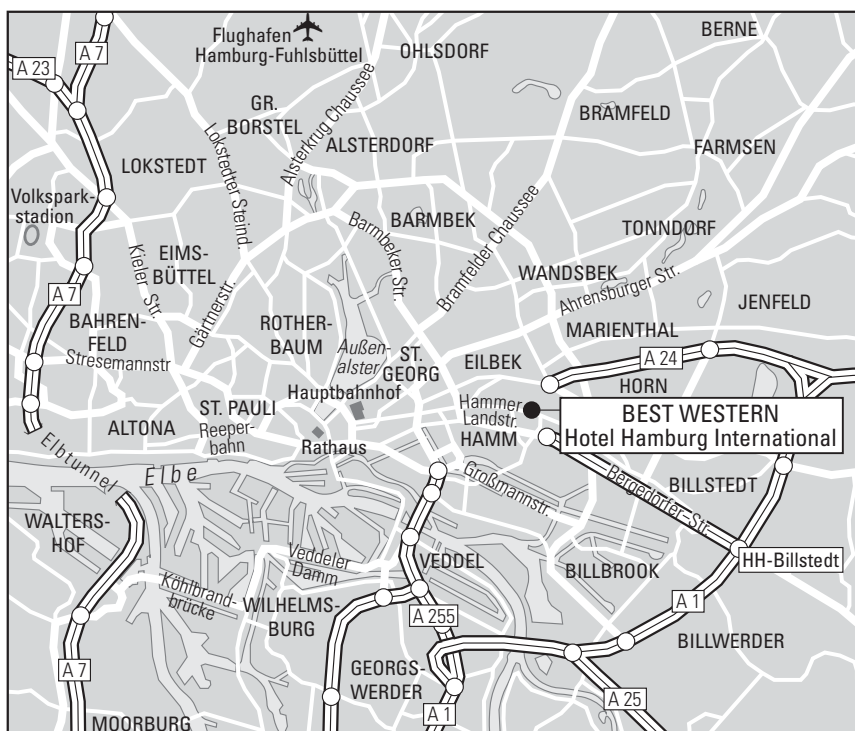 Flughafen
Hamburg-Fuhlsbüttel
OHLSDORF
BERNE
A 7
A 23
GR.
BORSTEL
Alsterkrug Chaussee
BRAMFELD
LOKSTEDT
Lokstedter Steind.
ALSTERDORF
FARMSEN
Volkspark-
stadion
Kieler Str.
EIMS-
BÜTTEL
Gärtnerstr.
Barmbeker Str.
BARMBEK
Bramfelder Chaussee
TONNDORF
WANDSBEK
Ahrensburger Str.
A 7
BAHREN-
FELD
Stresemannstr
ROTHER-
BAUM
Außen-
alster
ST.
GEORG
EILBEK
MARIENTHAL
JENFELD
A 24
HORN
Hauptbahnhof
ALTONA
ST. PAULI
Reeper-
bahn
Rathaus
Hammer
Landstr.
HAMM
BEST WESTERN
Hotel Hamburg International
Elbtunnel
Elbe
Großmannstr.
Bergedorfer Str.
BILLSTEDT
WALTERS-
HOF
Veddeler
Damm
VEDDEL
BILLBROOK
HH-Billstedt
Köhlbrand-
brücke
WILHELMS-
BURG
A 255
A 1
BILLWERDER
A 7
GEORGS-
WERDER
A 1
A 25
MOORBURG